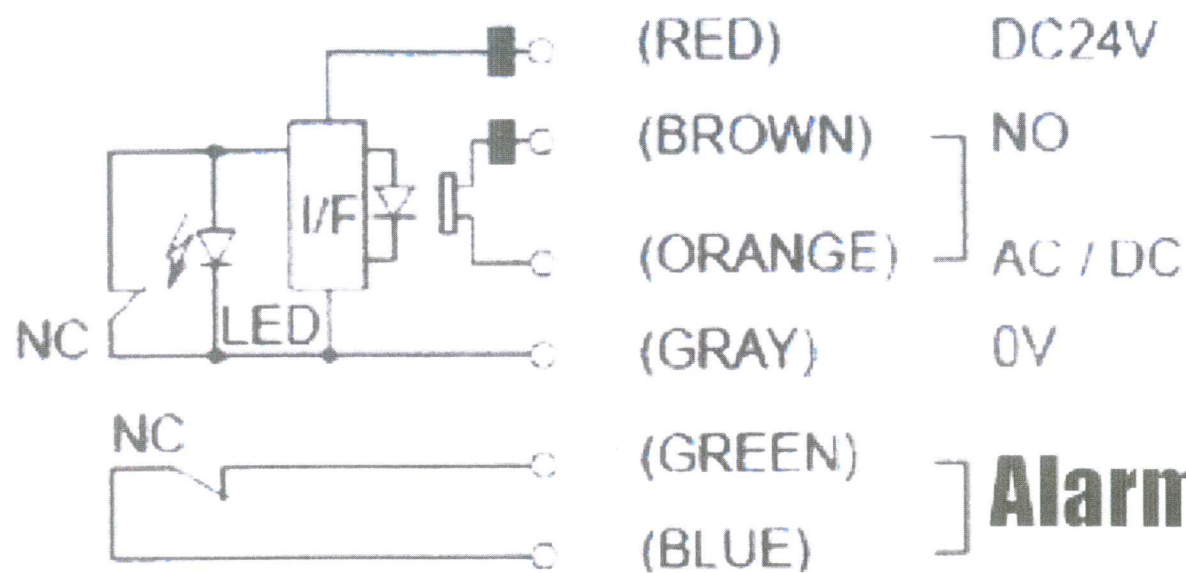 (RED) DC24V
(BROWN) NO
I/F
(ORANGE) AC / DC
NC LED (GRAY) 0V
NC
(GREEN) Alarm
(BLUE)